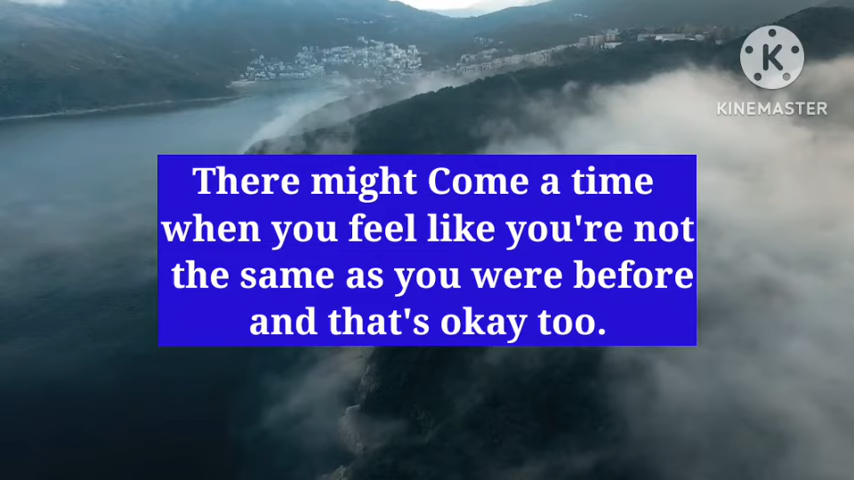 KINEMASTER
There might Come a time
when you feel like you're not
the same as you were before
and that's okay too.